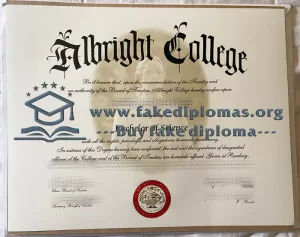 Albright College
Be it known that, upon the recommendation of the Faculty and
on authority of the Board of Trustees, Albright College hereby confers upon
www.fakediplomas.org
Bachelor of Science
--- fake diploma---
with all the rights, privileges and obligations thereunto pertaining
In witness of this Degree having been conferred, the seal and the signatures of designated
officers of the College and of the Board of Trustees are hereunto affixed. Given at Reading,